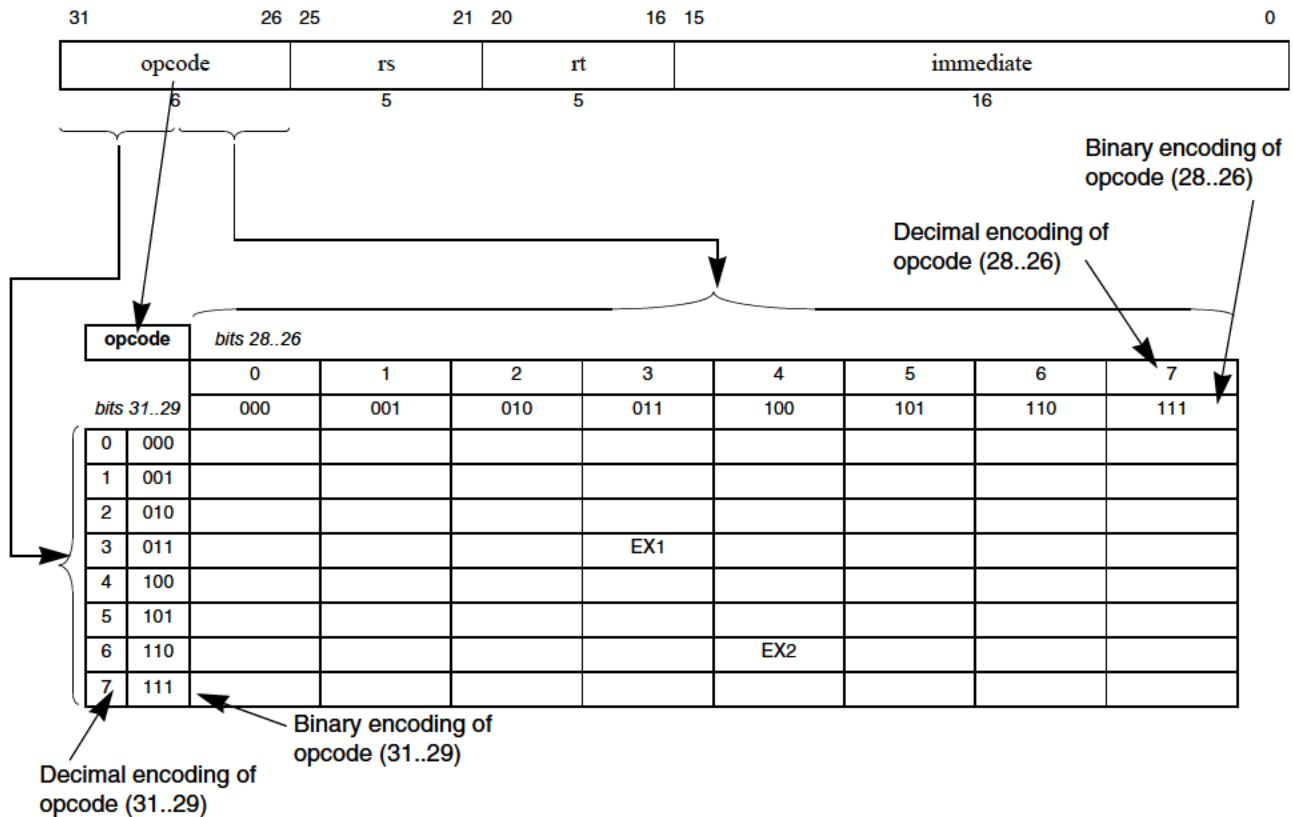 31 26 25 21 20 16 15 0
opcode rs rt immediate
6 5 5 16
Binary encoding of
opcode (28..26)
Decimal encoding of
opcode (28..26)
opcode bits 28..26
0 1 2 3 4 5 6 7
bits 31..29 000 001 010 011 100 101 110 111
0 000
1 001
2 010
3 011 EX1
4 100
5 101
6 110 EX2
7 111
Binary encoding of
opcode (31..29)
Decimal encoding of
opcode (31..29)